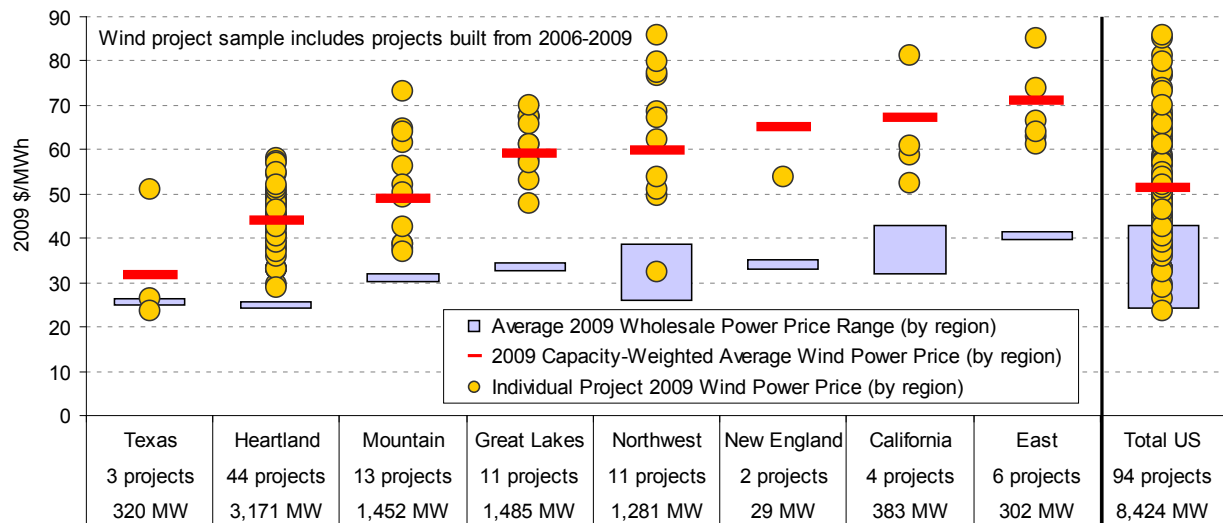 90
80
70
60
50
40
30
20
10
0
2009 $/MWh
Wind project sample includes projects built from 2006-2009
Average 2009 Wholesale Power Price Range (by region)
2009 Capacity-Weighted Average Wind Power Price (by region)
Individual Project 2009 Wind Power Price (by region)
Texas Heartland Mountain Great Lakes Northwest New England California East Total US
3 projects 44 projects 13 projects 11 projects 11 projects 2 projects 4 projects 6 projects 94 projects
320 MW 3,171 MW 1,452 MW 1,485 MW 1,281 MW 29 MW 383 MW 302 MW 8,424 MW